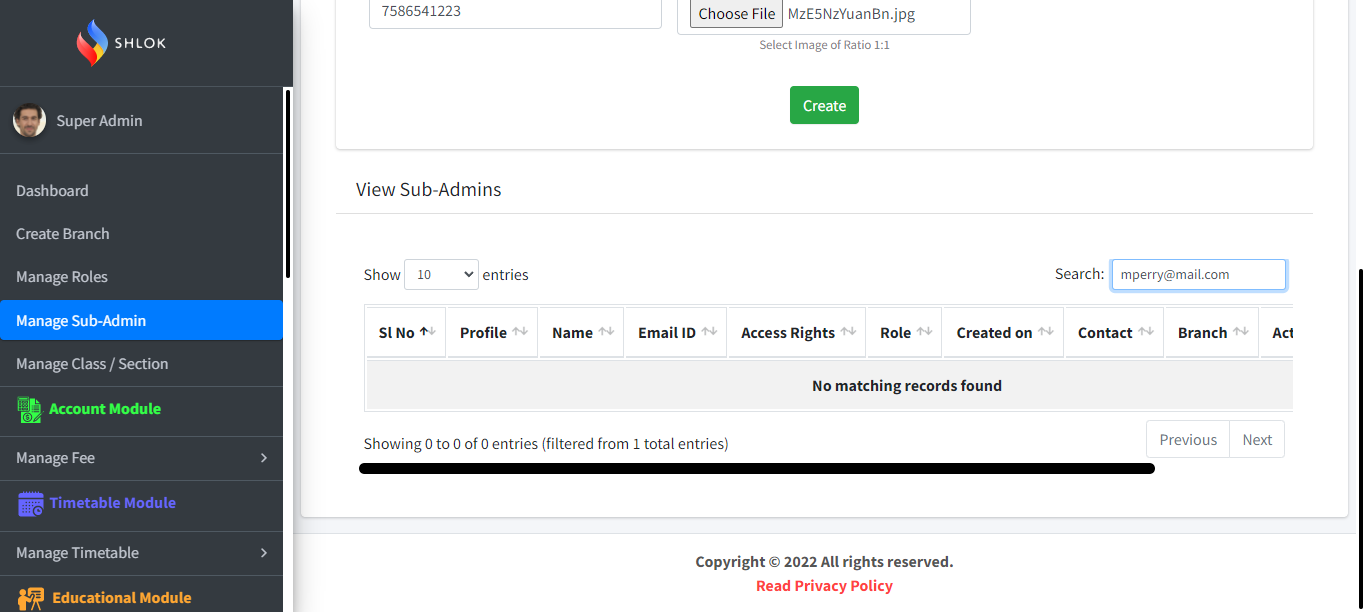 SHLOK
Super Admin
Dashboard
Create Branch
Manage Roles
Manage Sub-Admin
Manage Class / Section
Account Module
Manage Fee
Timetable Module
Manage Timetable
Educational Module
7586541223
Choose File MzE5NzYuanBn.jpg
Select Image of Ratio 1:1
Create
View Sub-Admins
Show 10 entries
Search: mperry@mail.com
Sl No Profile Name Email ID Access Rights Role Created on Contact Branch Act
No matching records found
Showing 0 to 0 of 0 entries (filtered from 1 total entries)
Previous Next
Copyright © 2022 All rights reserved.
Read Privacy Policy